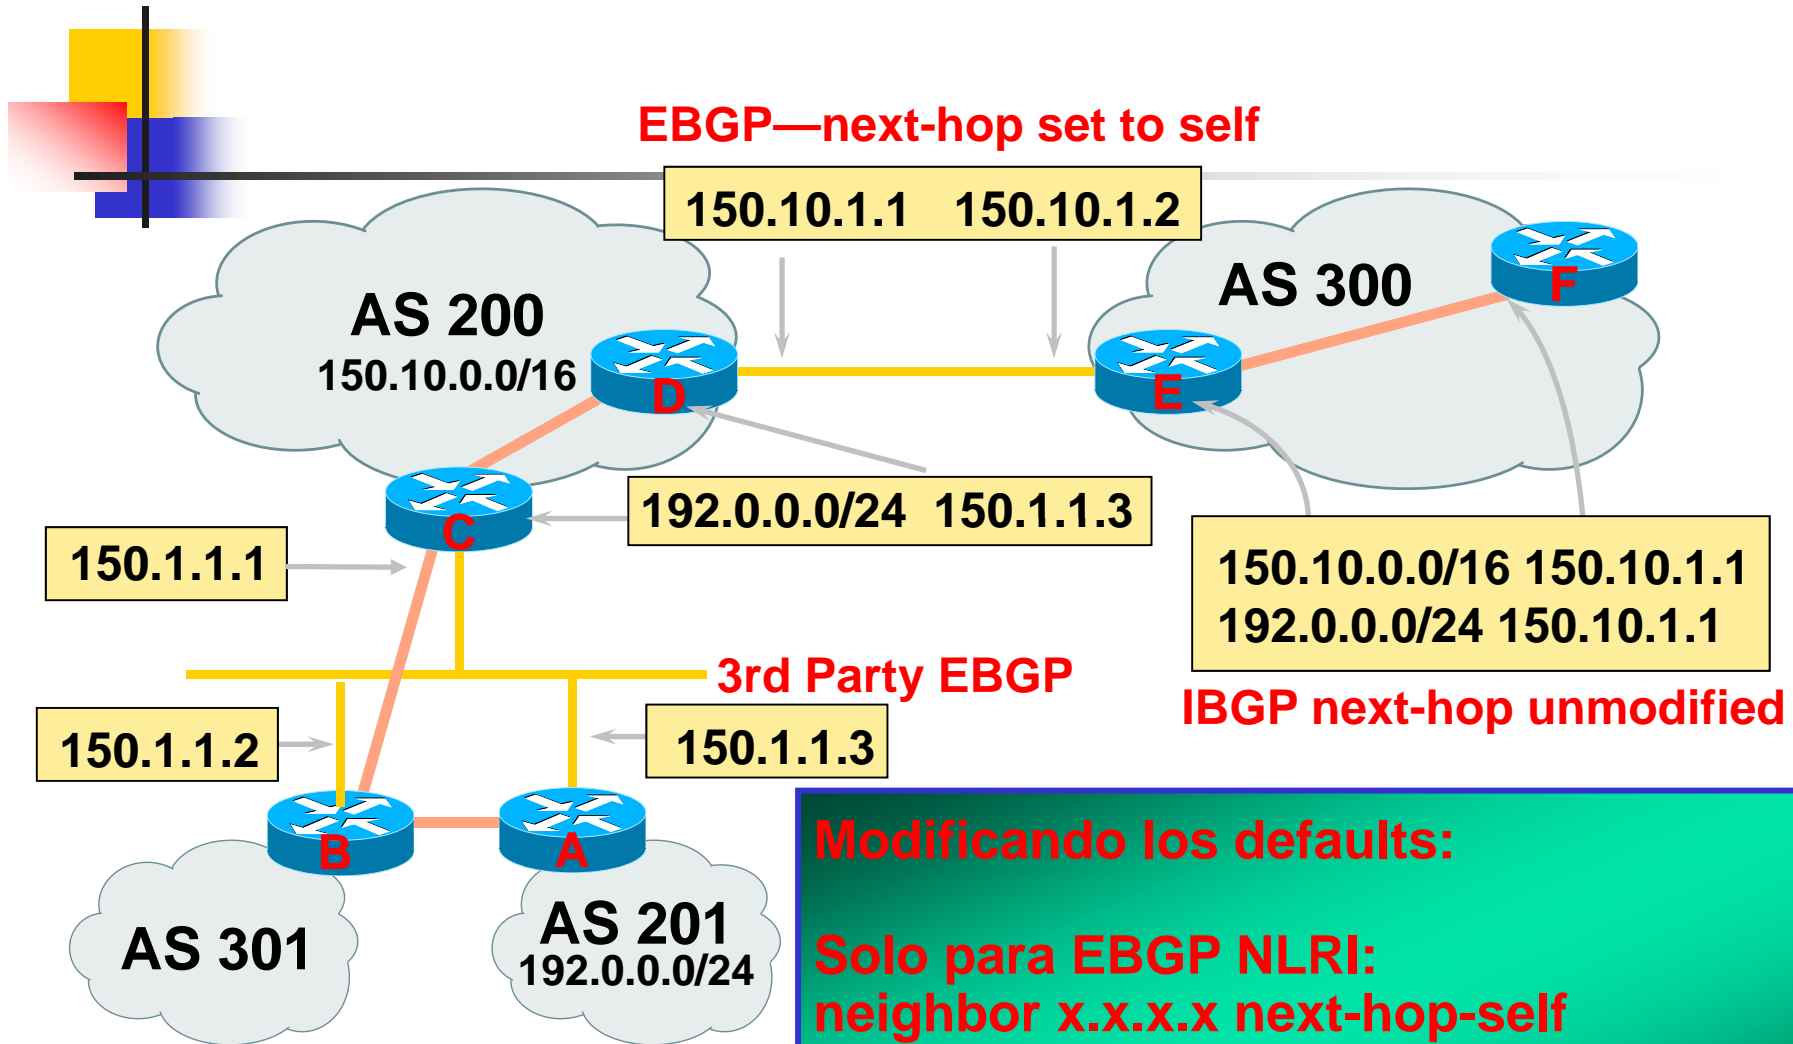 EBGP—next-hop set to self
150.10.1.1 150.10.1.2
AS 200
150.10.0.0/16
AS 300
F
D
E
C
192.0.0.0/24 150.1.1.3
150.1.1.1
150.10.0.0/16 150.10.1.1
192.0.0.0/24 150.10.1.1
IBGP next-hop unmodified
3rd Party EBGP
150.1.1.2
150.1.1.3
B
A
AS 301
AS 201
192.0.0.0/24
Modificando los defaults:
Solo para EBGP NLRI:
neighbor x.x.x.x next-hop-self